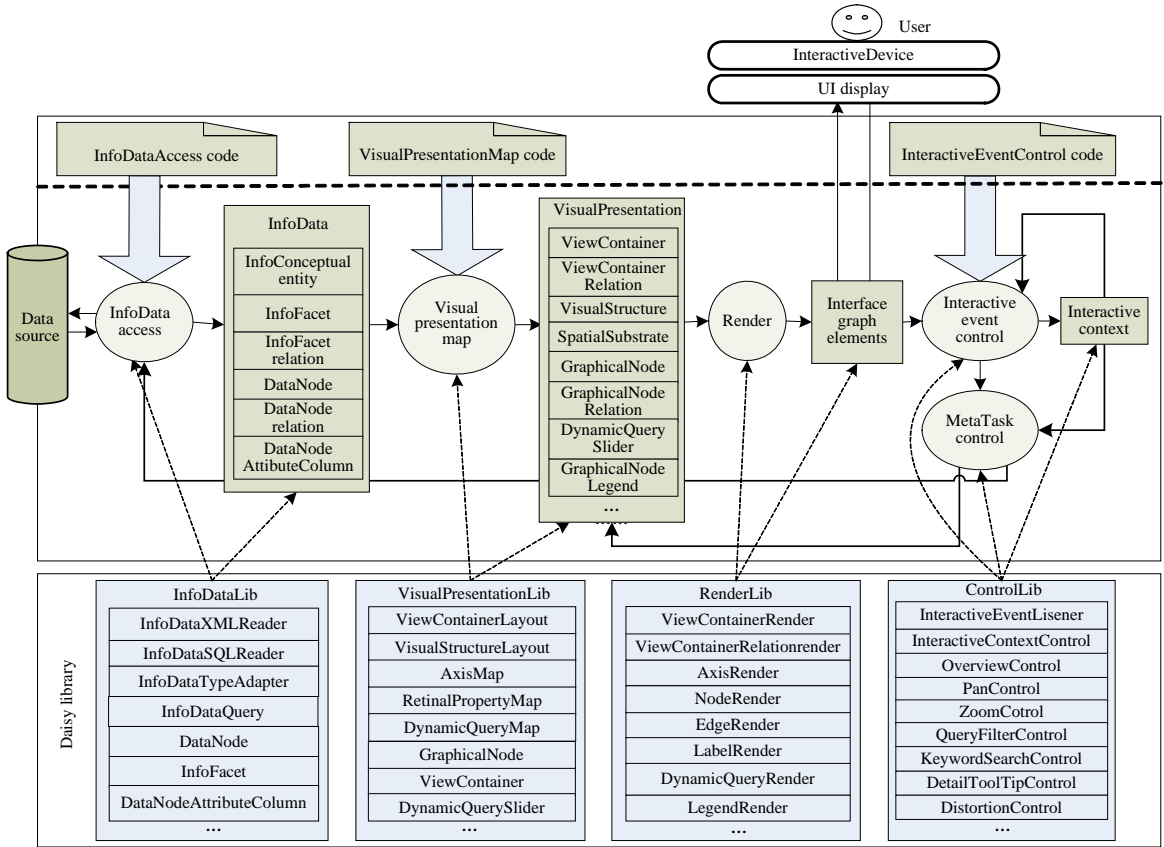 User
InteractiveDevice
UI display
InfoDataAccess code
VisualPresentationMap code
InteractiveEventControl code
Data
source
InfoData
access
InfoData
InfoConceptual
entity
InfoFacet
InfoFacet
relation
DataNode
DataNode
relation
DataNode
AttibuteColumn
Visual
presentation
map
VisualPresentation
ViewContainer
ViewContainer
Relation
VisualStructure
SpatialSubstrate
GraphicalNode
GraphicalNode
Relation
DynamicQuery
Slider
GraphicalNode
Legend
...
Render
Interface
graph
elements
Interactive
event
control
Interactive
context
MetaTask
control
Daisy library
InfoDataLib
InfoDataXMLReader
InfoDataSQLReader
InfoDataTypeAdapter
InfoDataQuery
DataNode
InfoFacet
DataNodeAttributeColumn
...
VisualPresentationLib
ViewContainerLayout
VisualStructureLayout
AxisMap
RetinalPropertyMap
DynamicQueryMap
GraphicalNode
ViewContainer
DynamicQuerySlider
...
RenderLib
ViewContainerRender
ViewContainerRelationrender
AxisRender
NodeRender
EdgeRender
LabelRender
DynamicQueryRender
LegendRender
...
ControlLib
InteractiveEventLisener
InteractiveContextControl
OverviewControl
PanControl
ZoomCotrol
QueryFilterControl
KeywordSearchControl
DetailToolTipControl
DistortionControl
...